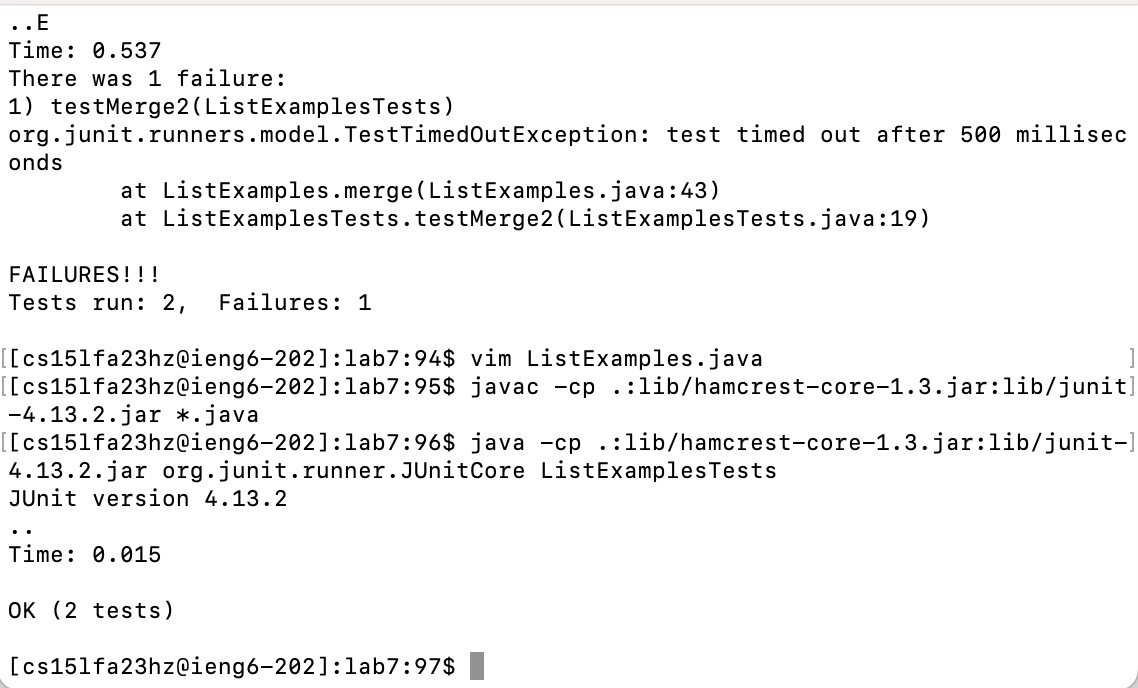 ..E
Time: 0.537
There was 1 failure:
1) testMerge2(ListExamplesTests)
org.junit.runners.model.TestTimedOutException: test timed out after 500 millisec
onds
        at ListExamples.merge(ListExamples.java:43)
        at ListExamplesTests.testMerge2(ListExamplesTests.java:19)

FAILURES!!!
Tests run: 2,  Failures: 1

[[cs15lfa23hz@ieng6-202]:lab7:94$ vim ListExamples.java                          ]
[[cs15lfa23hz@ieng6-202]:lab7:95$ javac -cp .:lib/hamcrest-core-1.3.jar:lib/junit]
-4.13.2.jar *.java
[[cs15lfa23hz@ieng6-202]:lab7:96$ java -cp .:lib/hamcrest-core-1.3.jar:lib/junit-]
4.13.2.jar org.junit.runner.JUnitCore ListExamplesTests
JUnit version 4.13.2
..
Time: 0.015

OK (2 tests)

[cs15lfa23hz@ieng6-202]:lab7:97$